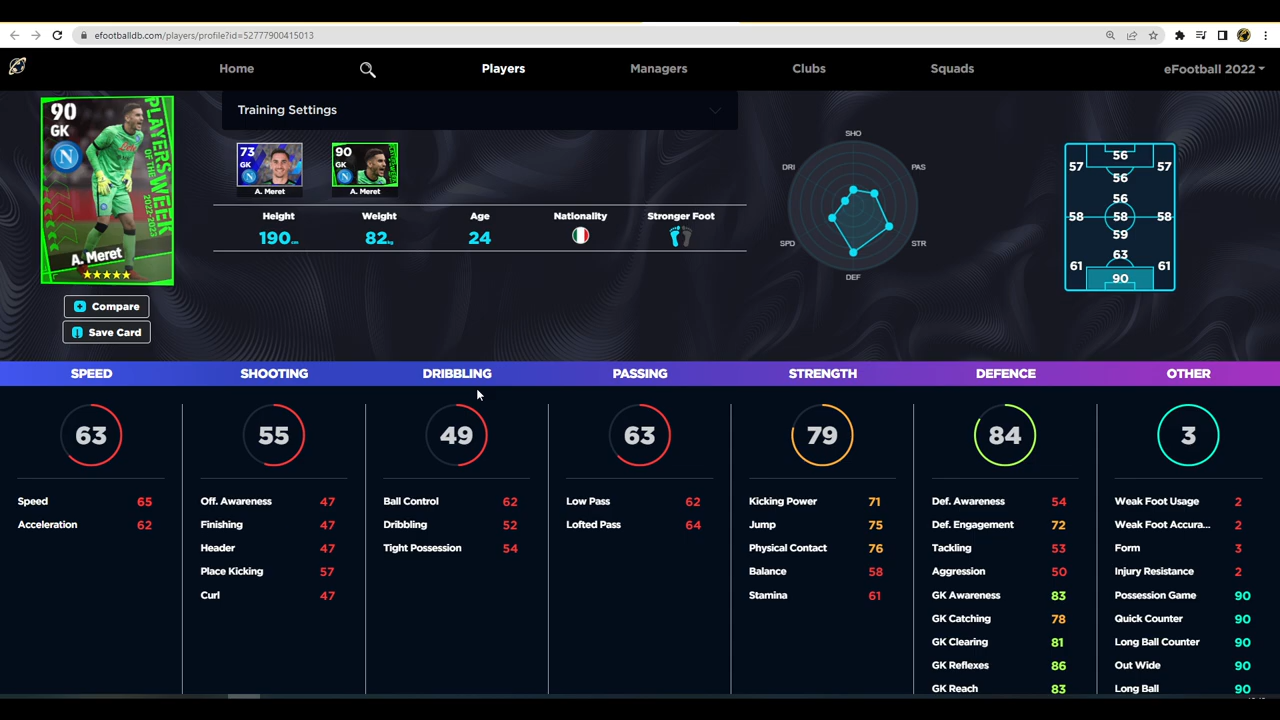 efootballdb.com/players/profile?id=52777900415013
Home
Players
Managers
Clubs
Squads
eFootball 2022
90
GK
N
PLAYERS OF THE WEEK
2022-2023
A. Meret
Compare
Save Card
Training Settings
73
GK
A. Meret
90
GK
A. Meret
Height
190cm
Weight
82kg
Age
24
Nationality
Stronger Foot
SHO
PAS
STR
DEF
SPD
DRI
56
57 57
56
56
58 58 58
59
63
61 61
90
SPEED
63
Speed 65
Acceleration 62
SHOOTING
55
Off. Awareness 47
Finishing 47
Header 47
Place Kicking 57
Curl 47
DRIBBLING
49
Ball Control 62
Dribbling 52
Tight Possession 54
PASSING
63
Low Pass 62
Lofted Pass 64
STRENGTH
79
Kicking Power 71
Jump 75
Physical Contact 76
Balance 58
Stamina 61
DEFENCE
84
Def. Awareness 54
Def. Engagement 72
Tackling 53
Aggression 50
GK Awareness 83
GK Catching 78
GK Clearing 81
GK Reflexes 86
GK Reach 83
OTHER
3
Weak Foot Usage 2
Weak Foot Accura... 2
Form 3
Injury Resistance 2
Possession Game 90
Quick Counter 90
Long Ball Counter 90
Out Wide 90
Long Ball 90